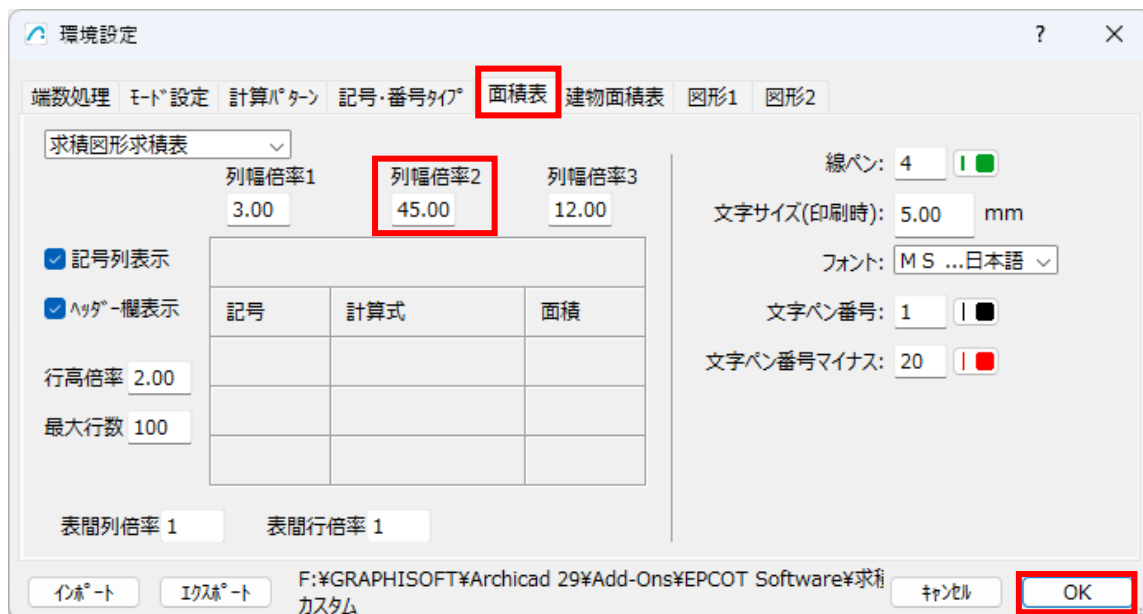 環境設定
?
端数処理 ﾓｰﾄﾞ設定 計算ﾊﾟﾀｰﾝ 記号・番号ﾀｲﾌﾟ 面積表 建物面積表 図形1 図形2
求積図形求積表
列幅倍率1 列幅倍率2 列幅倍率3
3.00 45.00 12.00
記号列表示
ﾍｯﾀﾞｰ欄表示
記号 計算式 面積
行高倍率 2.00
最大行数 100
表間列倍率 1 表間行倍率 1
線ペン: 4
文字サイズ(印刷時): 5.00 mm
フォント: ＭＳ ...日本語
文字ペン番号: 1
文字ペン番号マイナス: 20
ｲﾝﾎﾟｰﾄ ｴｸｽﾎﾟｰﾄ
F:¥GRAPHISOFT¥Archicad 29¥Add-Ons¥EPCOT Software¥求
カスタム
ｷｬﾝｾﾙ OK